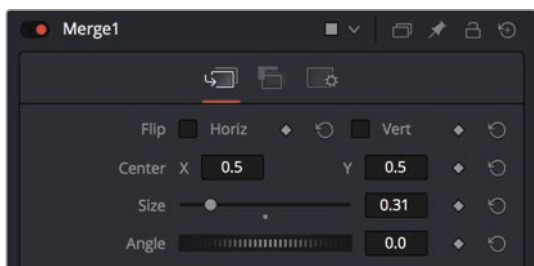 Merge1
Flip Horiz Vert
Center X 0.5 Y 0.5
Size 0.31
Angle 0.0